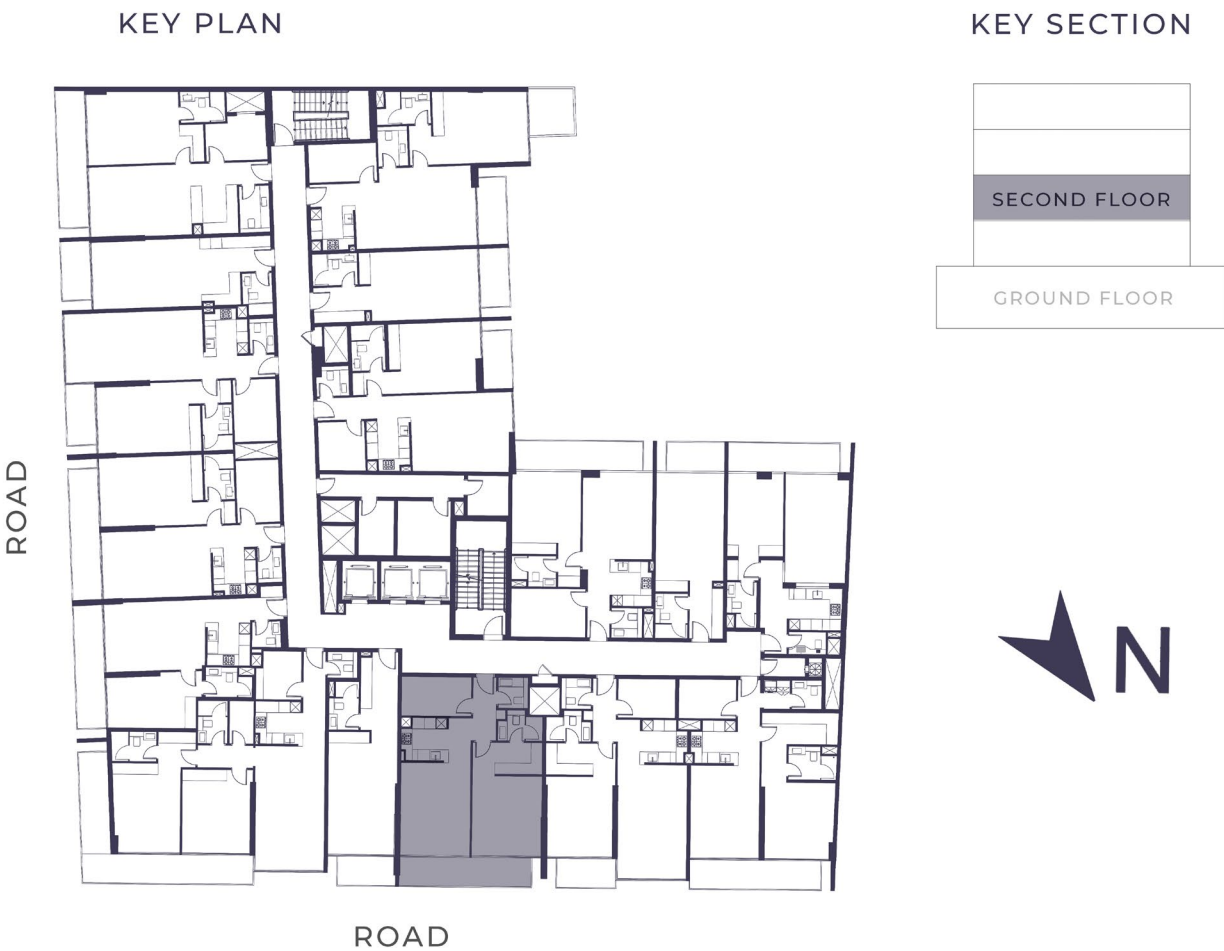 KEY PLAN
KEY SECTION
SECOND FLOOR
GROUND FLOOR
ROAD
N
ROAD